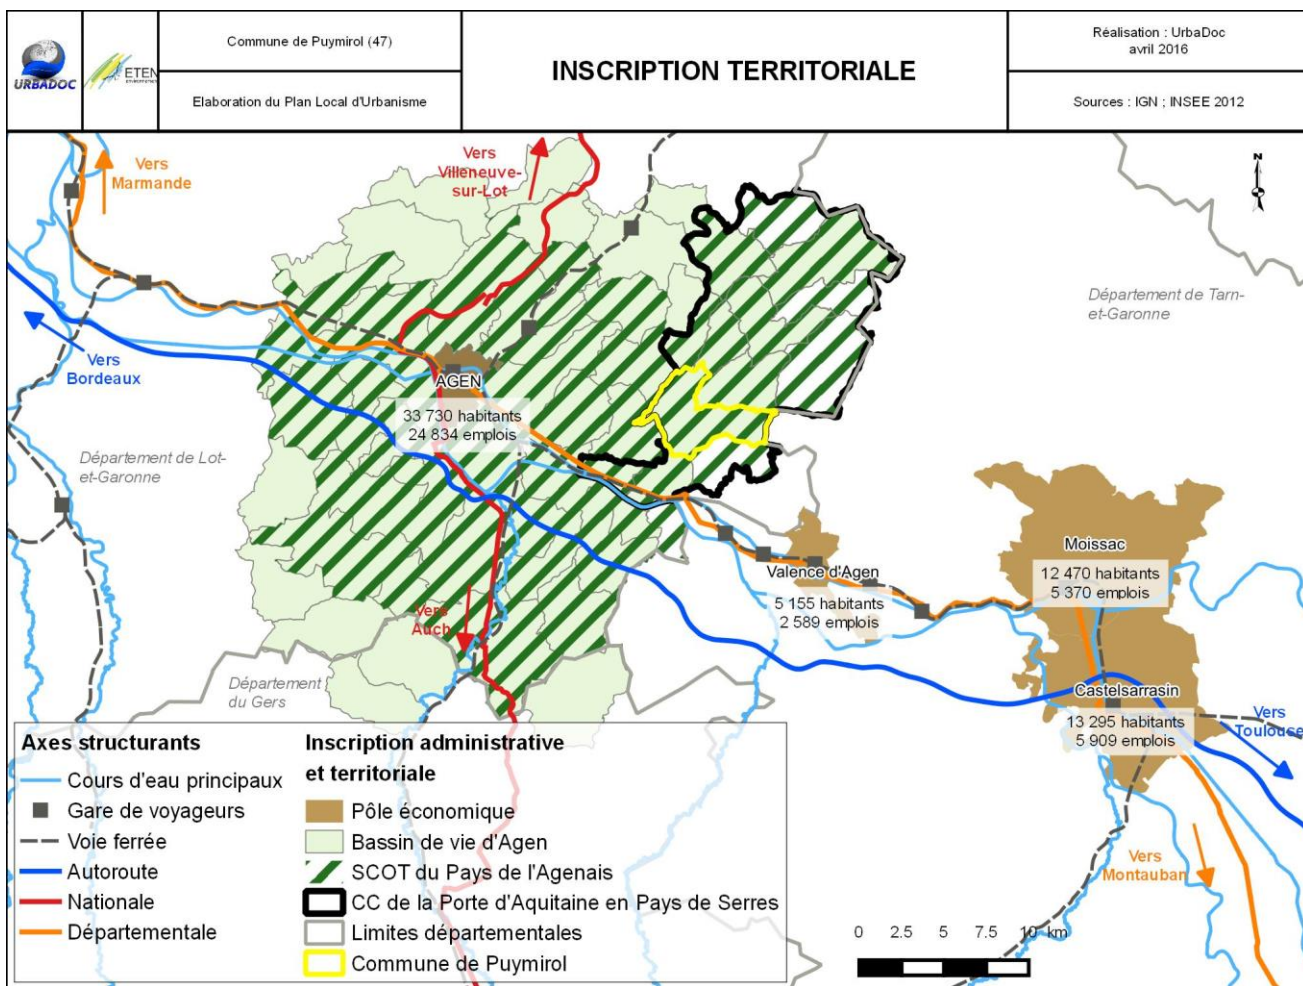 URBADOC
ETEN
ENVIRONNEMENT
Commune de Puymirol (47)
Elaboration du Plan Local d'Urbanisme
INSCRIPTION TERRITORIALE
Réalisation : UrbaDoc
avril 2016
Sources : IGN ; INSEE 2012
Vers
Marmande
Vers
Villeneuve-
sur-Lot
N
Département de Tarn-
et-Garonne
Vers
Bordeaux
AGEN
33 730 habitants
24 834 emplois
Département de Lot-
et-Garonne
Moissac
12 470 habitants
5 370 emplois
Valence d'Agen
5 155 habitants
2 589 emplois
Vers
Auch
Département
du Gers
Castelsarrasin
13 295 habitants
5 909 emplois
Vers
Toulouse
Vers
Montauban
Axes structurants
Cours d'eau principaux
Gare de voyageurs
Voie ferrée
Autoroute
Nationale
Départementale
Inscription administrative
et territoriale
Pôle économique
Bassin de vie d'Agen
SCOT du Pays de l'Agenais
CC de la Porte d'Aquitaine en Pays de Serres
Limites départementales
Commune de Puymirol
0 2.5 5 7.5 10 km